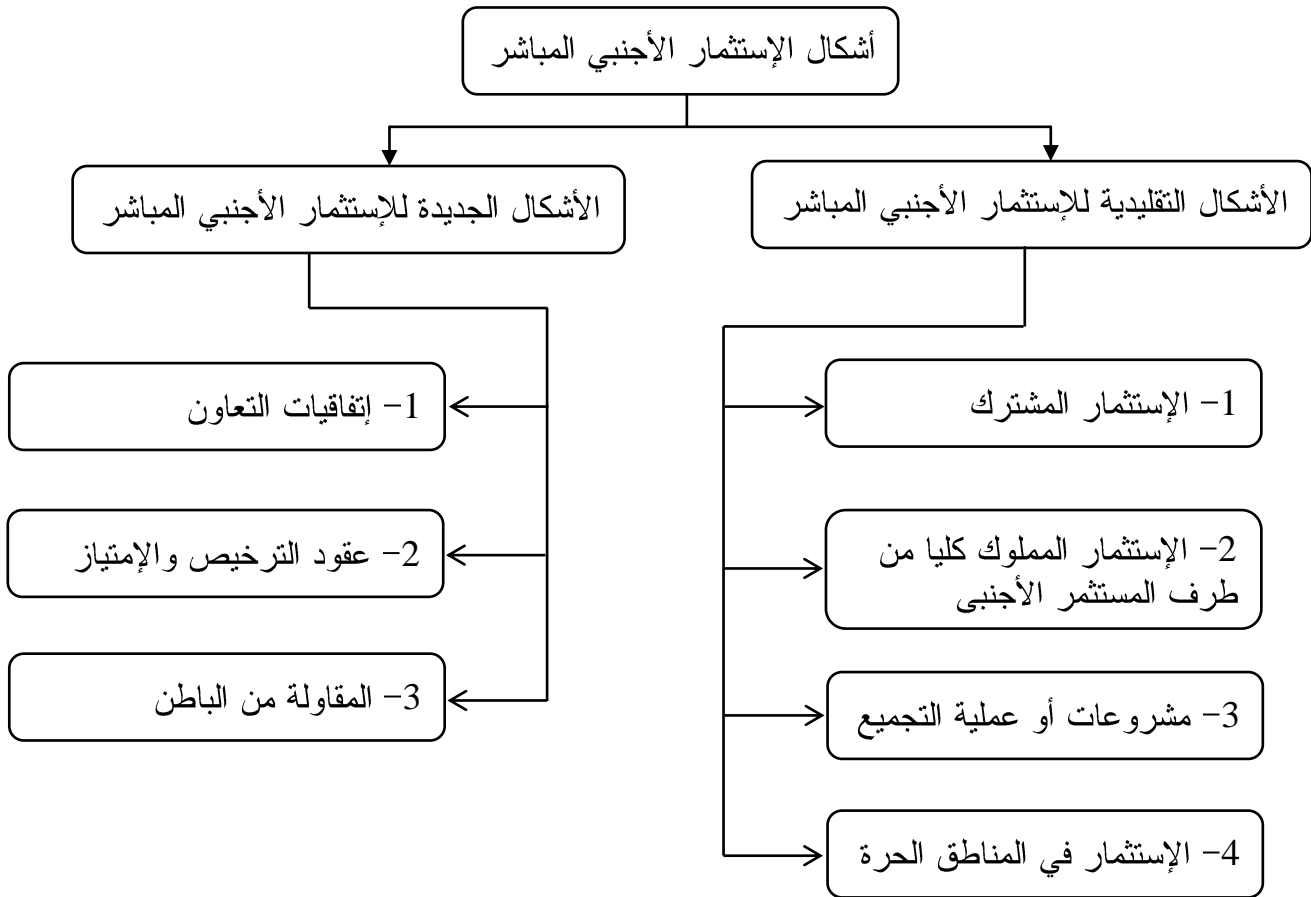 أشكال الإستثمار الأجنبي المباشر
الأشكال التقليدية للإستثمار الأجنبي المباشر
الأشكال الجديدة للإستثمار الأجنبي المباشر
1- الإستثمار المشترك
2- الإستثمار المملوك كليا من
طرف المستثمر الأجنبي
3- مشروعات أو عملية التجميع
4- الإستثمار في المناطق الحرة
1- إتفاقيات التعاون
2- عقود الترخيص والإمتياز
3- المقاولة من الباطن